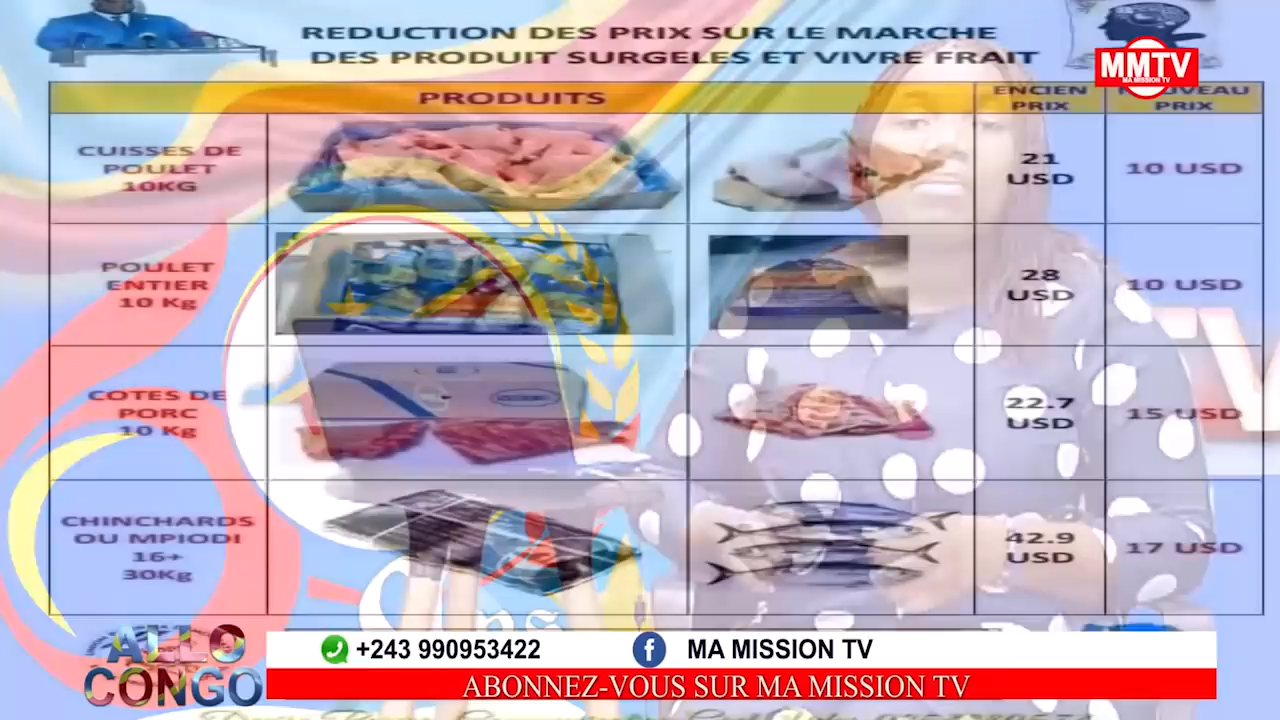 REDUCTION DES PRIX SUR LE MARCHE
DES PRODUIT SURGELES ET VIVRE FRAIT
MMTV
MA MISSION TV
PRODUITS
ENCIEN
PRIX
NOUVEAU
PRIX
CUISSES DE
POULET
10KG
21
USD
10 USD
POULET
ENTIER
10 Kg
28
USD
10 USD
COTES DE
PORC
10 Kg
22.7
USD
15 USD
CHINCHARDS
OU MPIODI
16+
30Kg
42.9
USD
17 USD
ALLO
CONGO
+243 990953422
MA MISSION TV
ABONNEZ-VOUS SUR MA MISSION TV